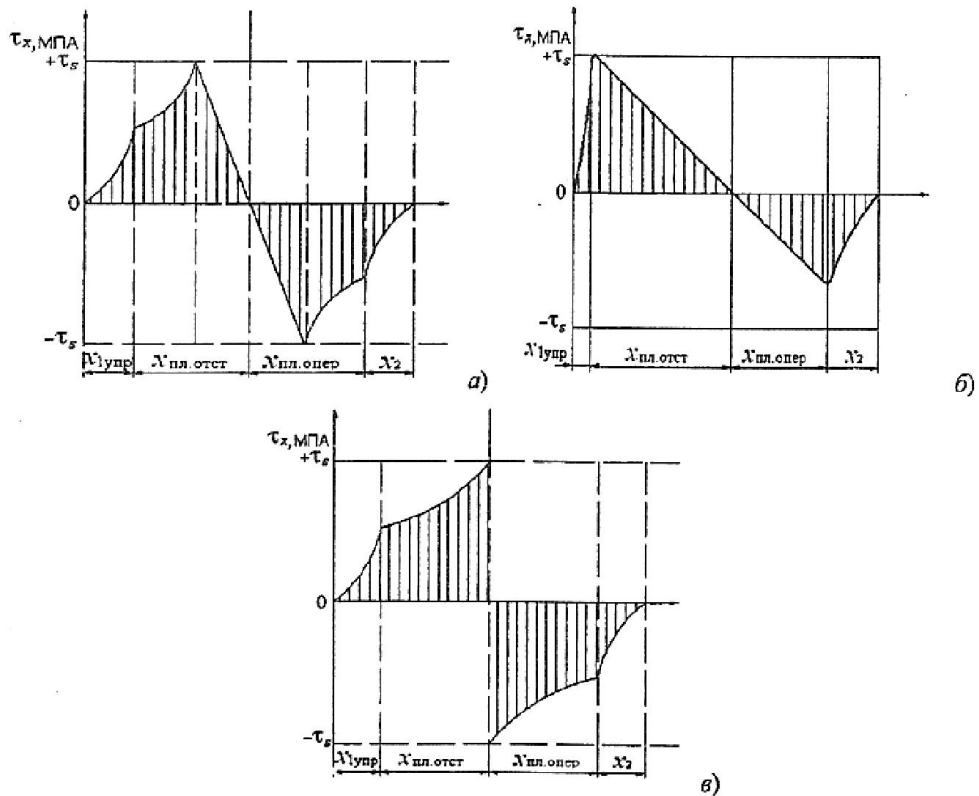 τx, МПА
+τs
0
−τs
x1упр xпл.отст xпл.опер x2
а)
τx, МПА
+τs
0
−τs
x1упр xпл.отст xпл.опер x2
б)
τx, МПА
+τs
0
−τs
x1упр xпл.отст xпл.опер x2
в)